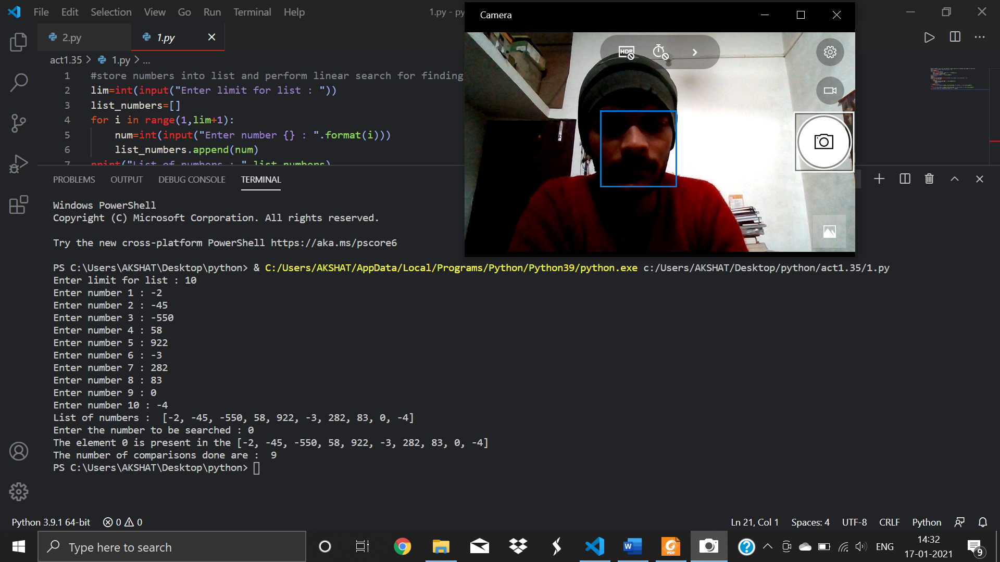 File Edit Selection View Go Run Terminal Help
1.py - py
Camera
2.py
1.py
HDR
act1.35 > 1.py > ...
1 #store numbers into list and perform linear search for finding
2 lim=int(input("Enter limit for list : "))
3 list_numbers=[]
4 for i in range(1,lim+1):
5 num=int(input("Enter number {} : ".format(i)))
6 list_numbers.append(num)
7 print("List of numbers : ",list_numbers)
PROBLEMS OUTPUT DEBUG CONSOLE TERMINAL
Windows PowerShell
Copyright (C) Microsoft Corporation. All rights reserved.
Try the new cross-platform PowerShell https://aka.ms/pscore6
PS C:\Users\AKSHAT\Desktop\python> & C:/Users/AKSHAT/AppData/Local/Programs/Python/Python39/python.exe c:/Users/AKSHAT/Desktop/python/act1.35/1.py
Enter limit for list : 10
Enter number 1 : -2
Enter number 2 : -45
Enter number 3 : -550
Enter number 4 : 58
Enter number 5 : 922
Enter number 6 : -3
Enter number 7 : 282
Enter number 8 : 83
Enter number 9 : 0
Enter number 10 : -4
List of numbers :  [-2, -45, -550, 58, 922, -3, 282, 83, 0, -4]
Enter the number to be searched : 0
The element 0 is present in the [-2, -45, -550, 58, 922, -3, 282, 83, 0, -4]
The number of comparisons done are :  9
PS C:\Users\AKSHAT\Desktop\python>
Python 3.9.1 64-bit 0 0 Ln 21, Col 1 Spaces: 4 UTF-8 CRLF Python
Type here to search
W
PDF
?
ENG
14:32
17-01-2021
9